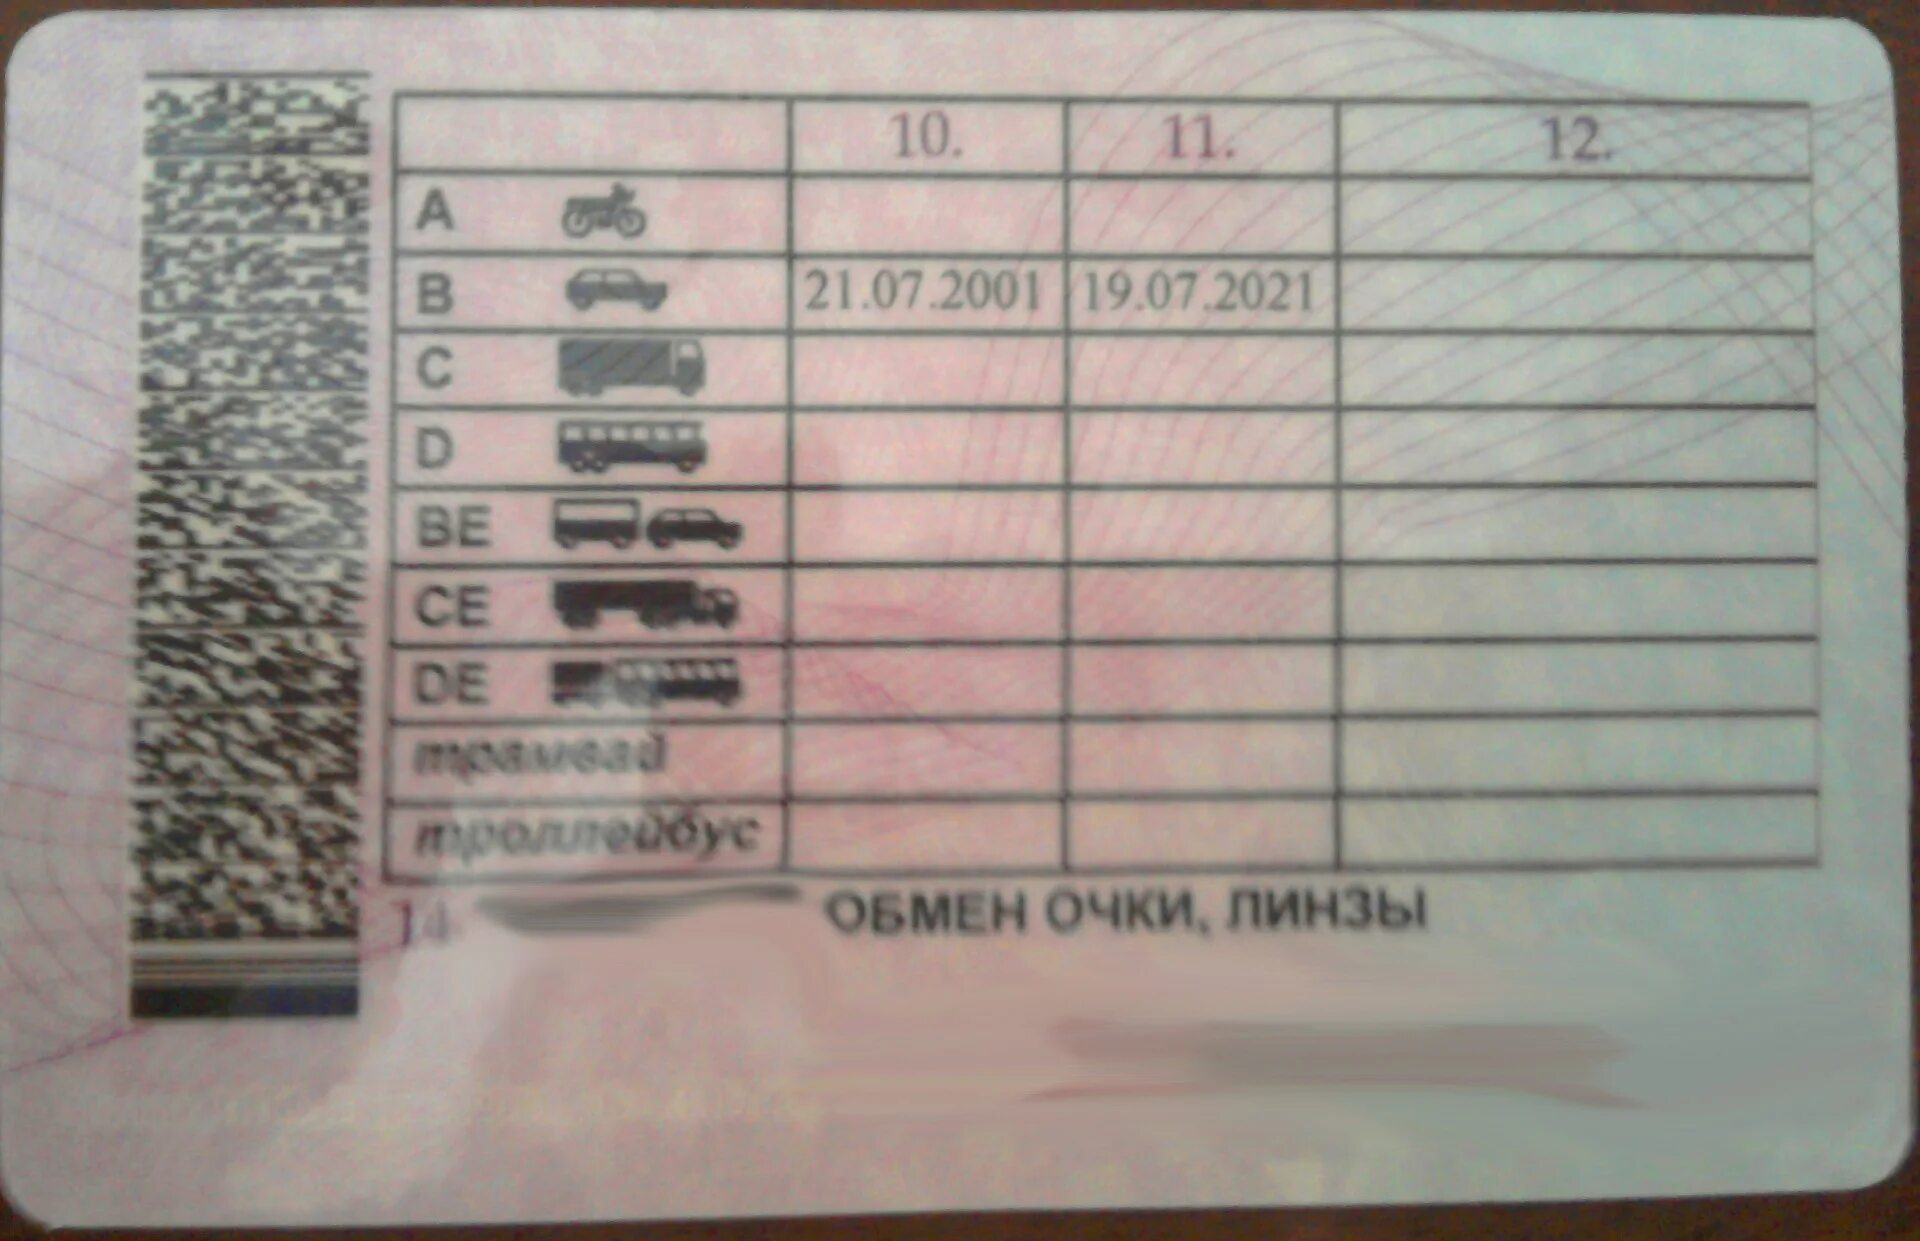 10. 11. 12.
A
B 21.07.2001 19.07.2021
C
D
BE
CE
DE
трамвай
троллейбус
14 ОБМЕН ОЧКИ, ЛИНЗЫ